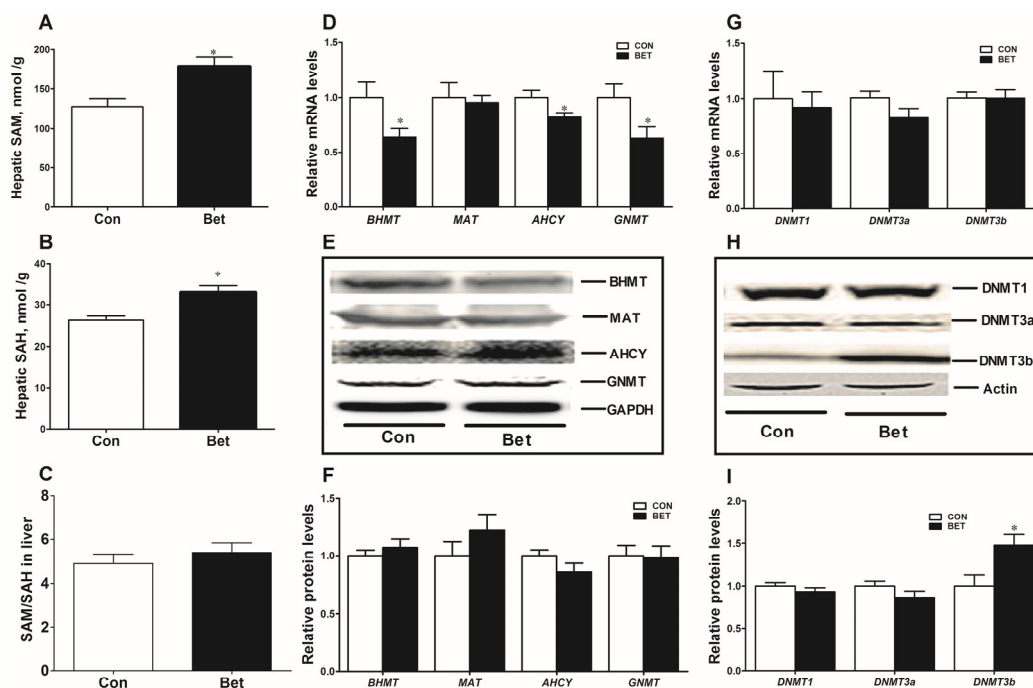 A
Hepatic SAM, nmol /g
200
150
100
50
0
*
Con
Bet
B
Hepatic SAH, nmol /g
40
30
20
10
0
*
Con
Bet
C
SAM/SAH in liver
8
6
4
2
0
Con
Bet
D
Relative mRNA levels
1.5
1.0
0.5
0.0
CON
BET
*
*
*
BHMT
MAT
AHCY
GNMT
E
BHMT
MAT
AHCY
GNMT
GAPDH
Con
Bet
F
Relative protein levels
1.5
1.0
0.5
0.0
CON
BET
BHMT
MAT
AHCY
GNMT
G
Relative mRNA levels
1.5
1.0
0.5
0.0
CON
BET
DNMT1
DNMT3a
DNMT3b
H
DNMT1
DNMT3a
DNMT3b
Actin
Con
Bet
I
Relative protein levels
2.0
1.5
1.0
0.5
0.0
CON
BET
*
DNMT1
DNMT3a
DNMT3b